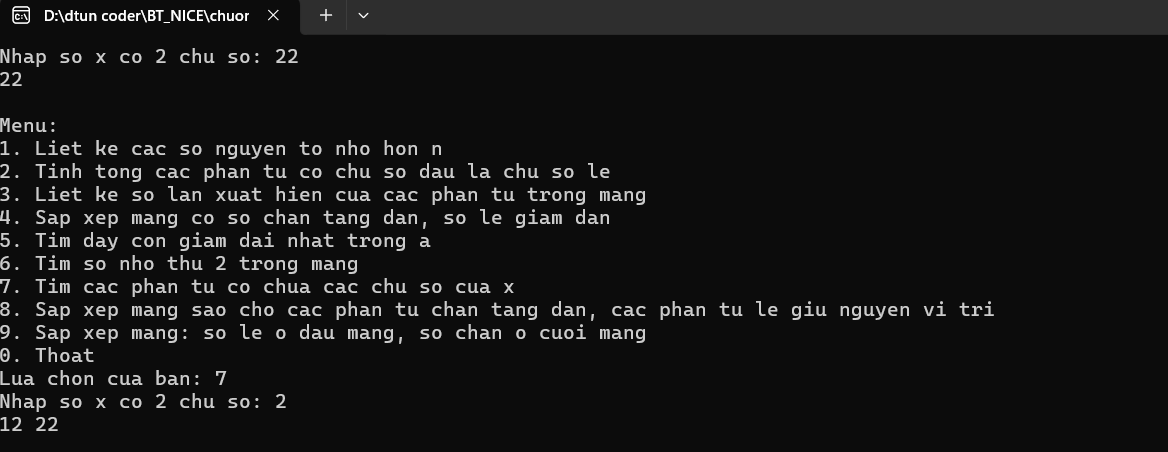 D:\dtun coder\BT_NICE\chuor
Nhap so x co 2 chu so: 22
22
Menu:
1. Liet ke cac so nguyen to nho hon n
2. Tinh tong cac phan tu co chu so dau la chu so le
3. Liet ke so lan xuat hien cua cac phan tu trong mang
4. Sap xep mang co so chan tang dan, so le giam dan
5. Tim day con giam dai nhat trong a
6. Tim so nho thu 2 trong mang
7. Tim cac phan tu co chua cac chu so cua x
8. Sap xep mang sao cho cac phan tu chan tang dan, cac phan tu le giu nguyen vi tri
9. Sap xep mang: so le o dau mang, so chan o cuoi mang
0. Thoat
Lua chon cua ban: 7
Nhap so x co 2 chu so: 2
12 22